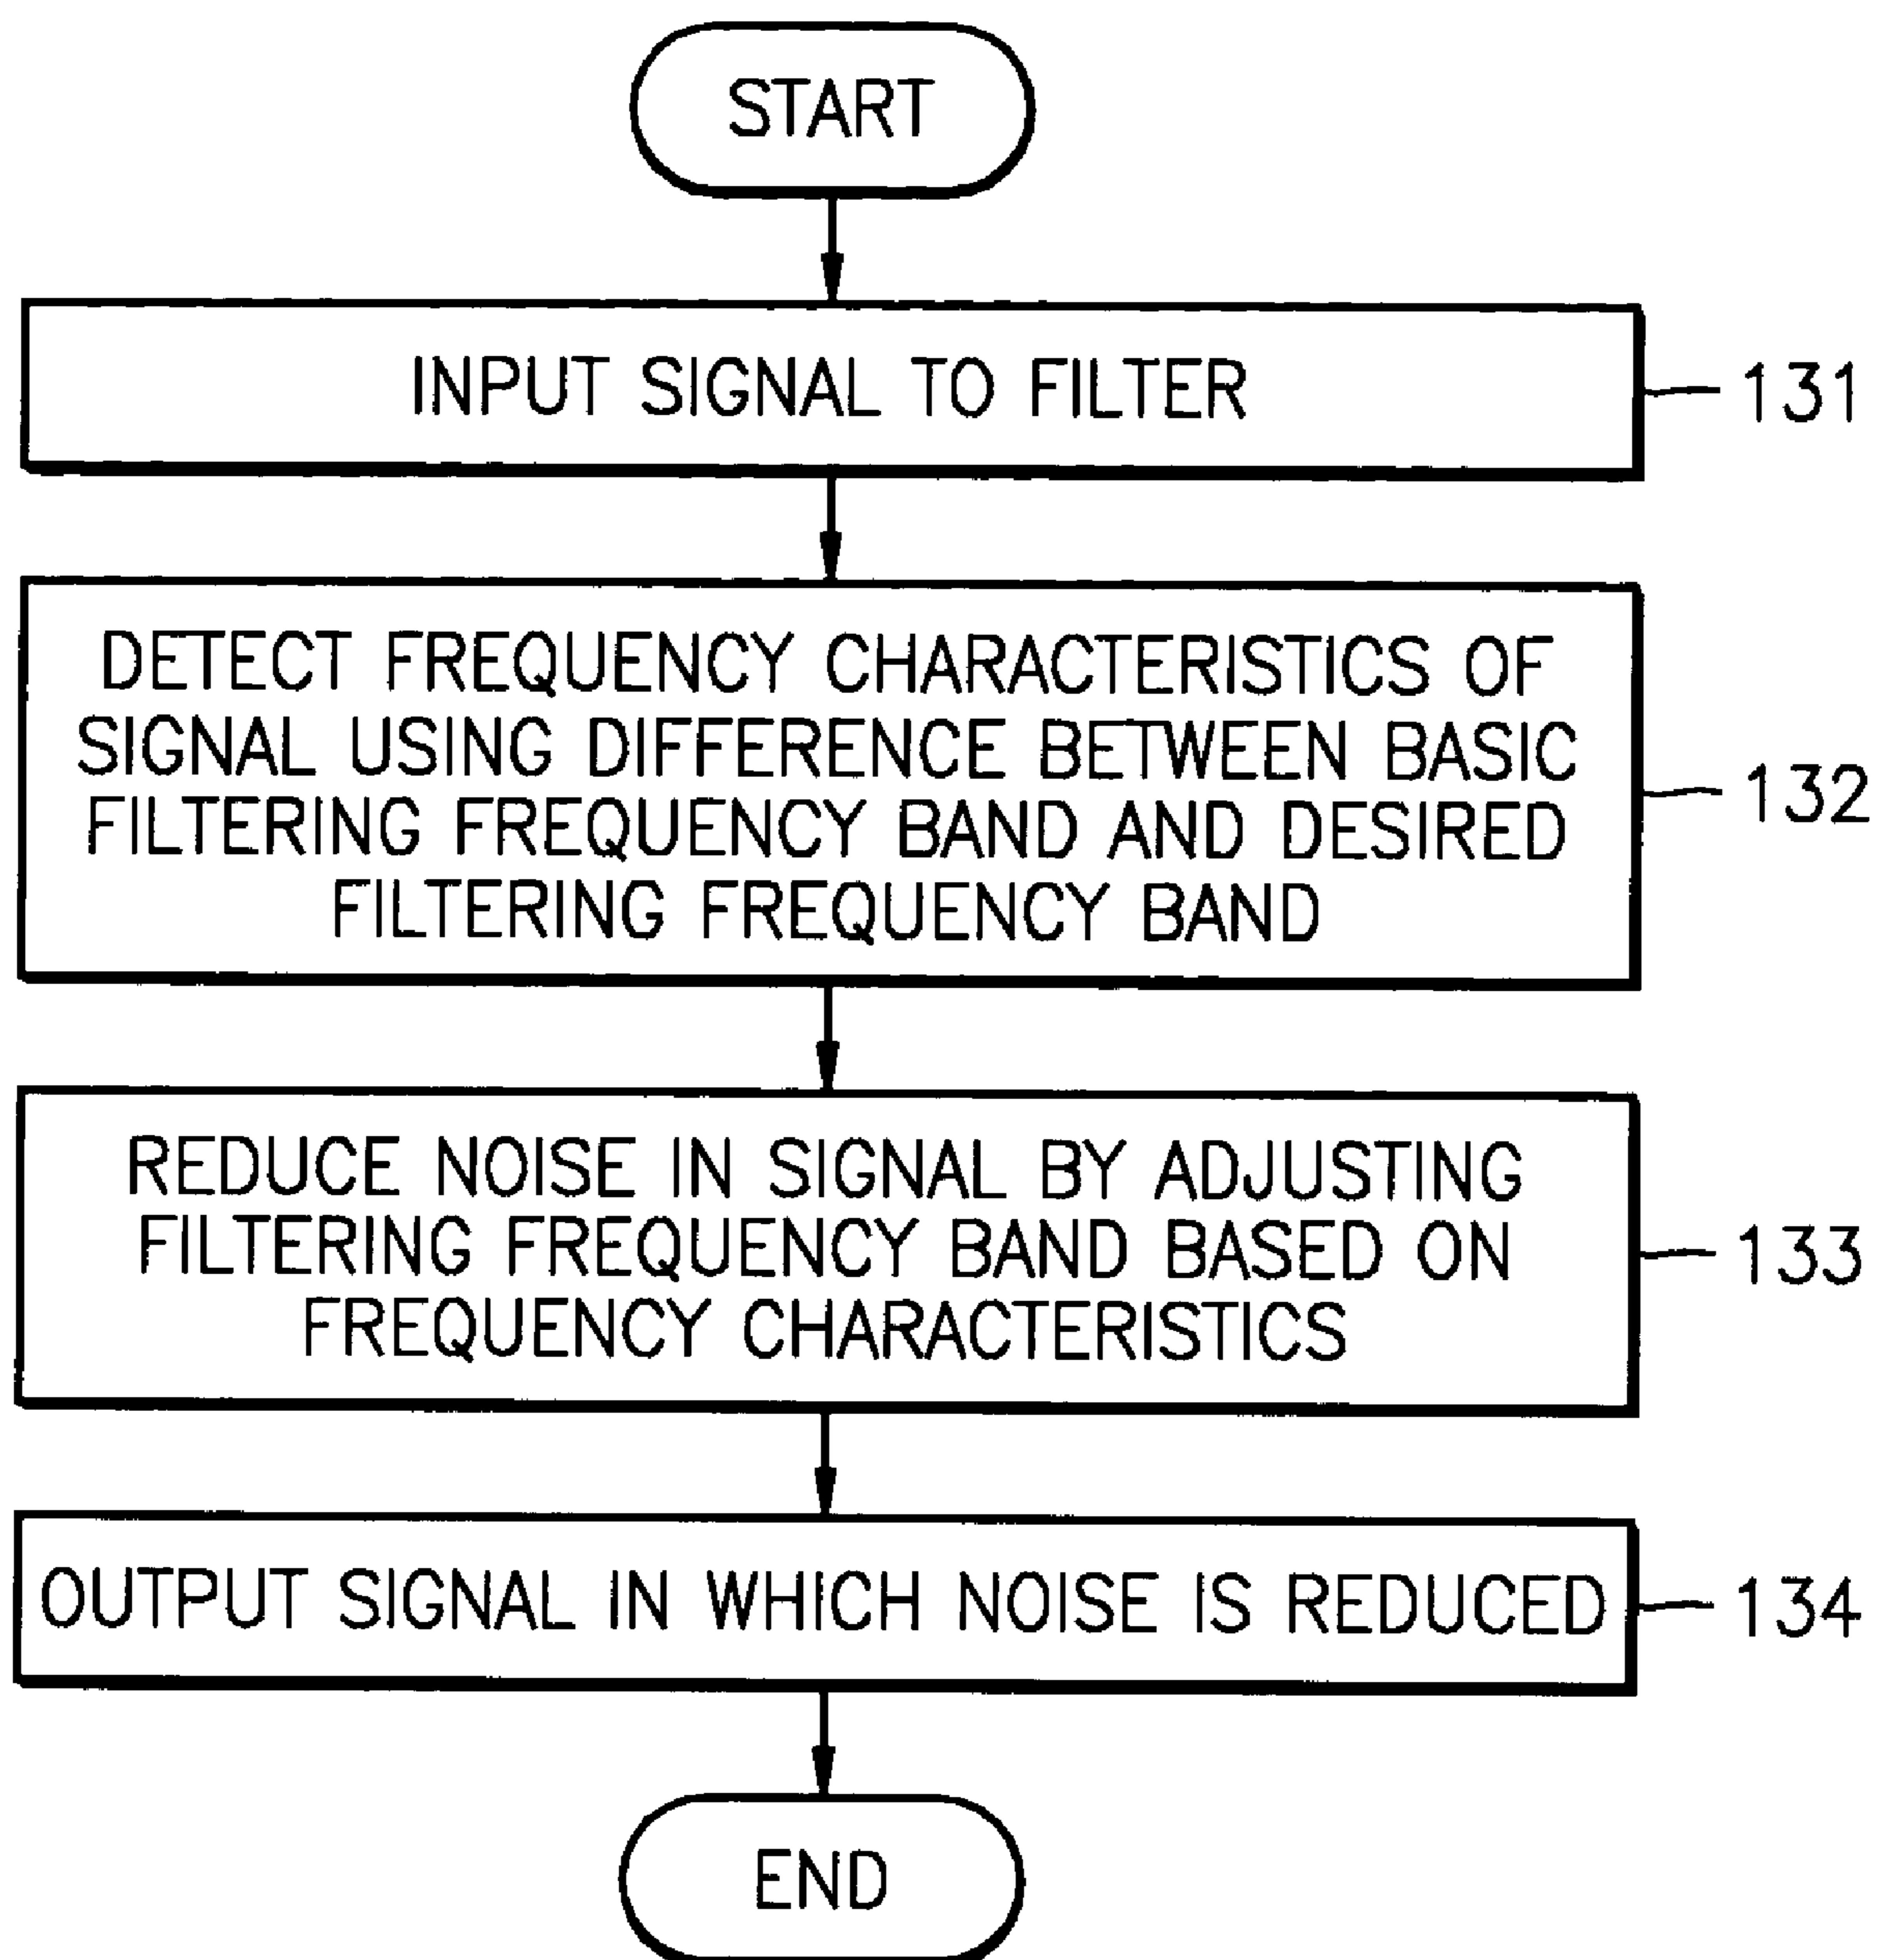 START
INPUT SIGNAL TO FILTER
131
DETECT FREQUENCY CHARACTERISTICS OF
SIGNAL USING DIFFERENCE BETWEEN BASIC
FILTERING FREQUENCY BAND AND DESIRED
FILTERING FREQUENCY BAND
132
REDUCE NOISE IN SIGNAL BY ADJUSTING
FILTERING FREQUENCY BAND BASED ON
FREQUENCY CHARACTERISTICS
133
OUTPUT SIGNAL IN WHICH NOISE IS REDUCED
134
END